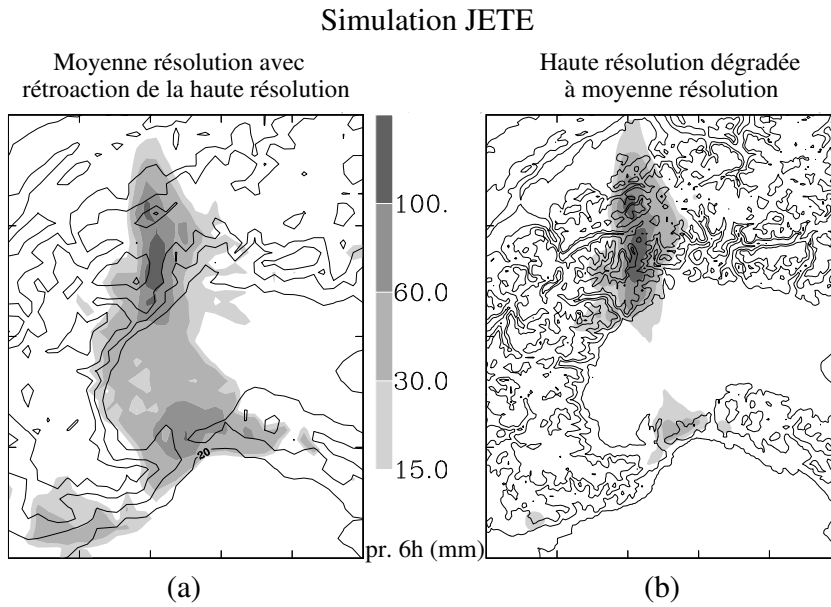 Simulation JETE
Moyenne résolution avec
rétroaction de la haute résolution
Haute résolution dégradée
à moyenne résolution
100.
60.0
30.0
15.0
20
pr. 6h (mm)
(a)
(b)